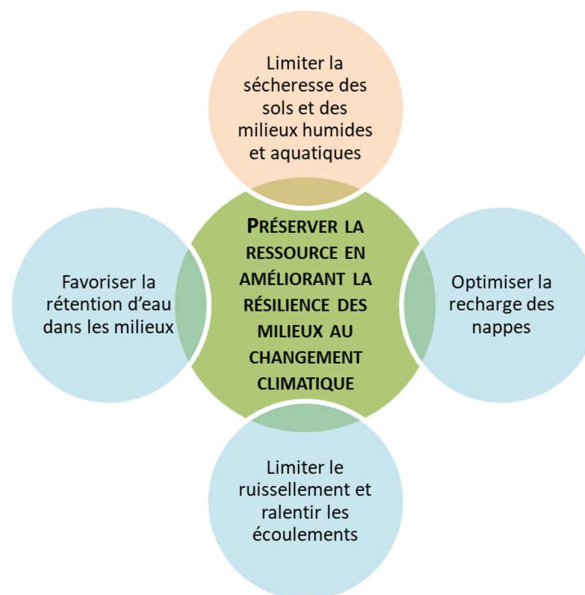 Limiter la
sécheresse des
sols et des
milieux humides
et aquatiques
PRÉSERVER LA
RESSOURCE EN
AMÉLIORANT LA
RÉSILIENCE DES
MILIEUX AU
CHANGEMENT
CLIMATIQUE
Favoriser la
rétention d'eau
dans les milieux
Optimiser la
recharge des
nappes
Limiter le
ruissellement et
ralentir les
écoulements